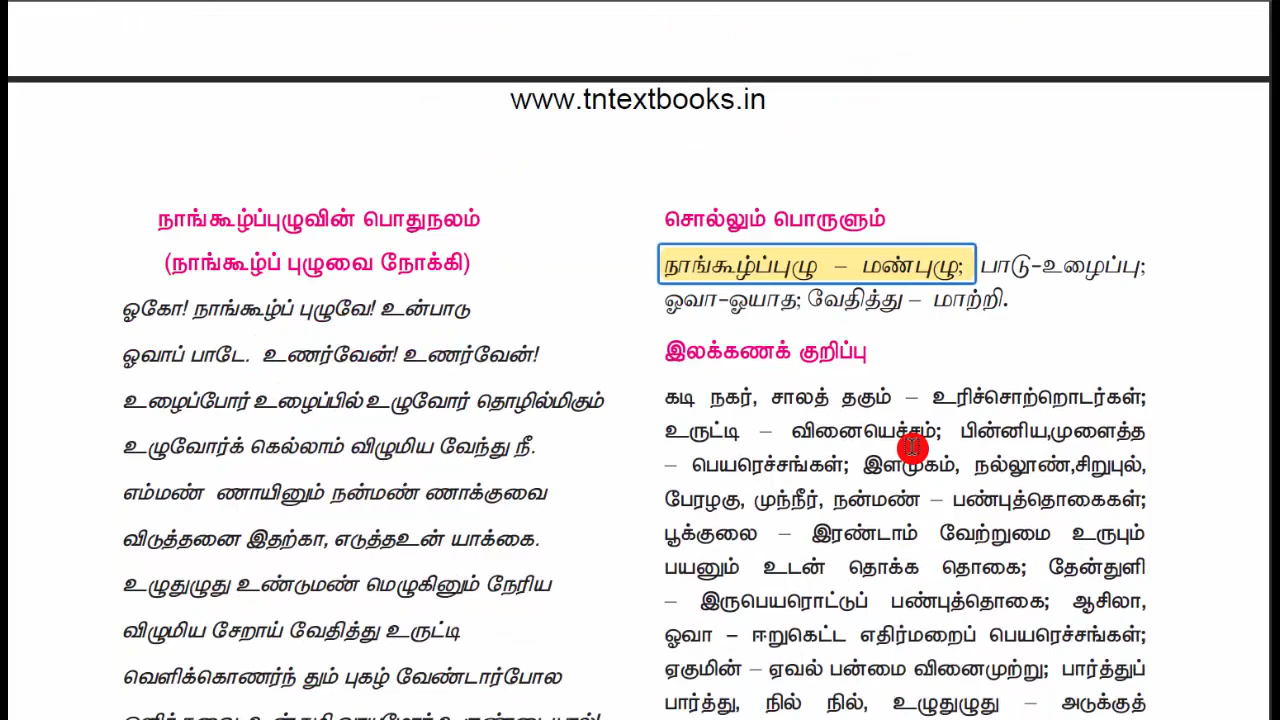 www.tntextbooks.in
நாங்கூழ்ப்புழுவின் பொதுநலம்
(நாங்கூழ்ப் புழுவை நோக்கி)
ஓகோ! நாங்கூழ்ப் புழுவே! உன்பாடு
ஓவாப் பாடே. உணர்வேன்! உணர்வேன்!
உழைப்போர் உழைப்பில் உழுவோர் தொழில்மிகும்
உழுவோர்க் கெல்லாம் விழுமிய வேந்து நீ.
எம்மண் ணாயினும் நன்மண் ணாக்குவை
விடுத்தனை இதற்கா, எடுத்தஉன் யாக்கை.
உழுதுழுது உண்டுமண் மெழுகினும் நேரிய
விழுமிய சேறாய் வேதித்து உருட்டி
வெளிக்கொணர்ந் தும் புகழ் வேண்டார்போல
சொல்லும் பொருளும்
நாங்கூழ்ப்புழு – மண்புழு; பாடு-உழைப்பு;
ஓவா-ஓயாத; வேதித்து – மாற்றி.
இலக்கணக் குறிப்பு
கடி நகர், சாலத் தகும் – உரிச்சொற்றொடர்கள்;
உருட்டி – வினையெச்சம்; பின்னிய,முளைத்த
– பெயரெச்சங்கள்; இளமுகம், நல்லூண்,சிறுபுல்,
பேரழகு, முந்நீர், நன்மண் – பண்புத்தொகைகள்;
பூக்குலை – இரண்டாம் வேற்றுமை உருபும்
பயனும் உடன் தொக்க தொகை; தேன்துளி
– இருபெயரொட்டுப் பண்புத்தொகை; ஆசிலா,
ஓவா – ஈறுகெட்ட எதிர்மறைப் பெயரெச்சங்கள்;
ஏகுமின் – ஏவல் பன்மை வினைமுற்று; பார்த்துப்
பார்த்து, நில் நில், உழுதுழுது – அடுக்குத்